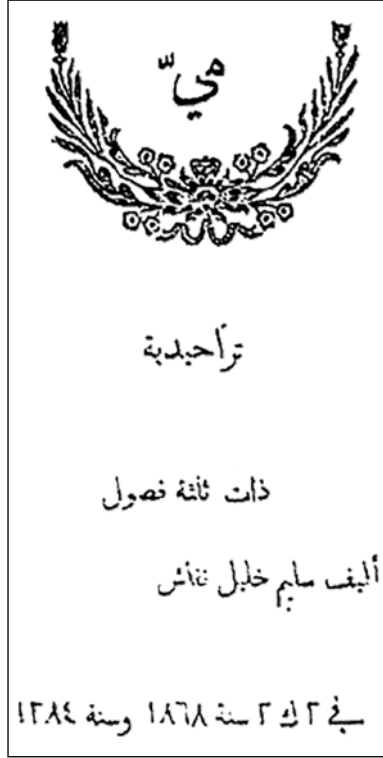 ميّ
تراجيدية
ذات ثلثة فصول
أليف سليم خليل نقاش
في ٢ ك ٢ سنة ١٨٦٨ وسنة ١٢٨٤